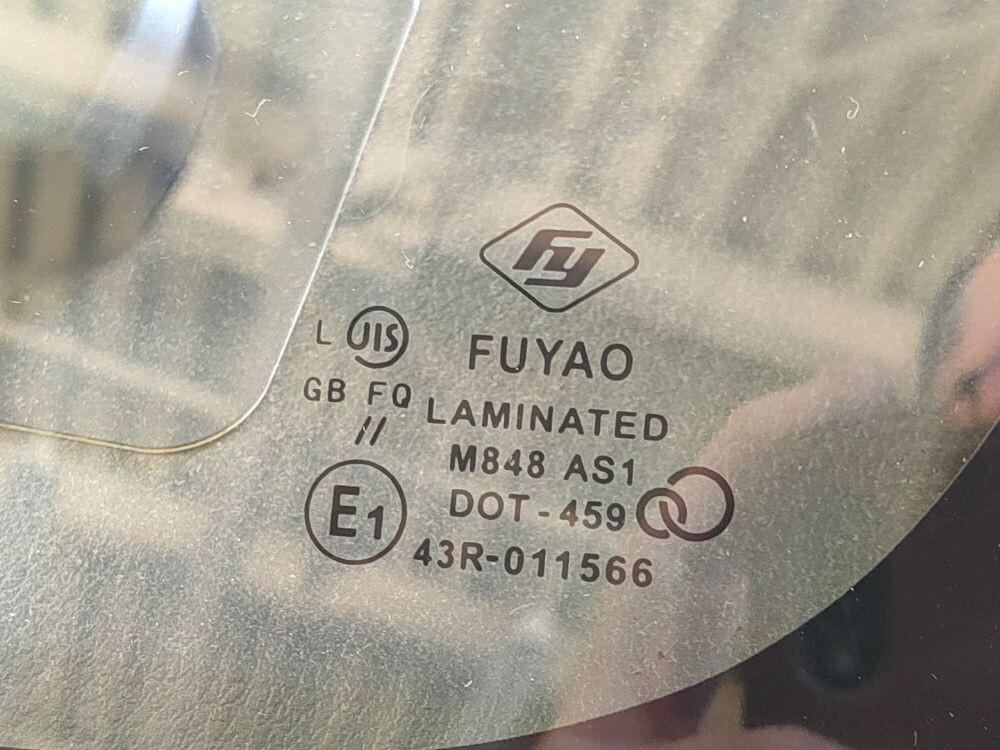 fy
FUYAO
L JIS
GB FQ
//
LAMINATED
M848 AS1
DOT-459
E1
43R-011566